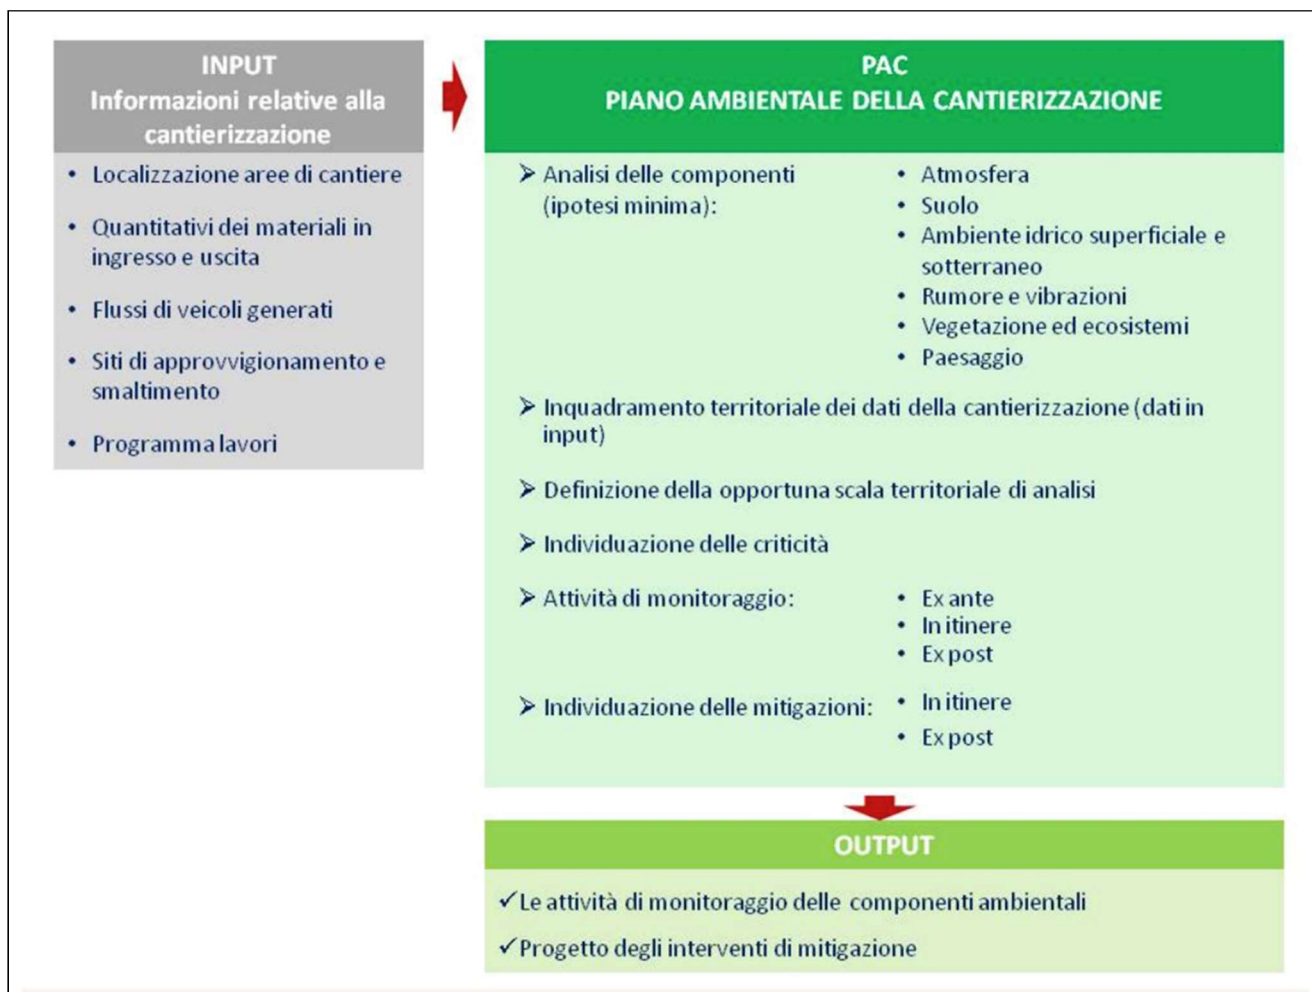 INPUT
Informazioni relative alla
cantierizzazione
• Localizzazione aree di cantiere
• Quantitativi dei materiali in
ingresso e uscita
• Flussi di veicoli generati
• Siti di approvvigionamento e
smaltimento
• Programma lavori
PAC
PIANO AMBIENTALE DELLA CANTIERIZZAZIONE
➢ Analisi delle componenti
(ipotesi minima):
• Atmosfera
• Suolo
• Ambiente idrico superficiale e
sotterraneo
• Rumore e vibrazioni
• Vegetazione ed ecosistemi
• Paesaggio
➢ Inquadramento territoriale dei dati della cantierizzazione (dati in
input)
➢ Definizione della opportuna scala territoriale di analisi
➢ Individuazione delle criticità
➢ Attività di monitoraggio:
• Ex ante
• In itinere
• Ex post
➢ Individuazione delle mitigazioni:
• In itinere
• Ex post
OUTPUT
✓ Le attività di monitoraggio delle componenti ambientali
✓ Progetto degli interventi di mitigazione